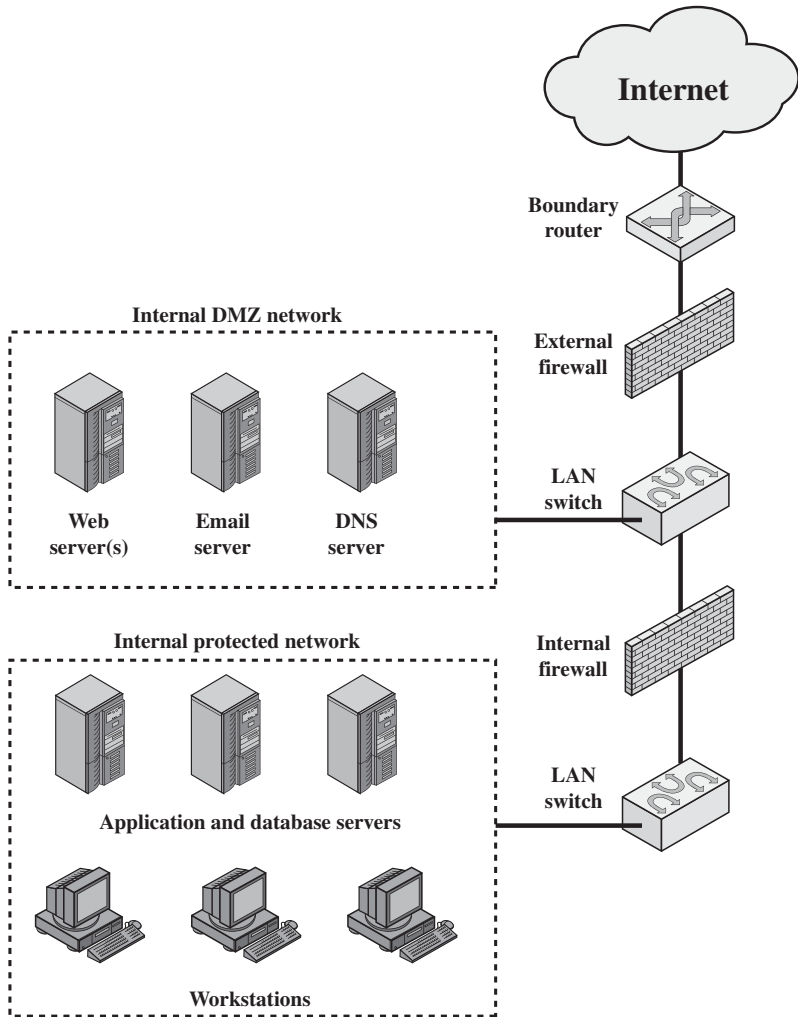 Internet
Boundary
router
Internal DMZ network
External
firewall
Web
server(s)
Email
server
DNS
server
LAN
switch
Internal protected network
Internal
firewall
Application and database servers
LAN
switch
Workstations